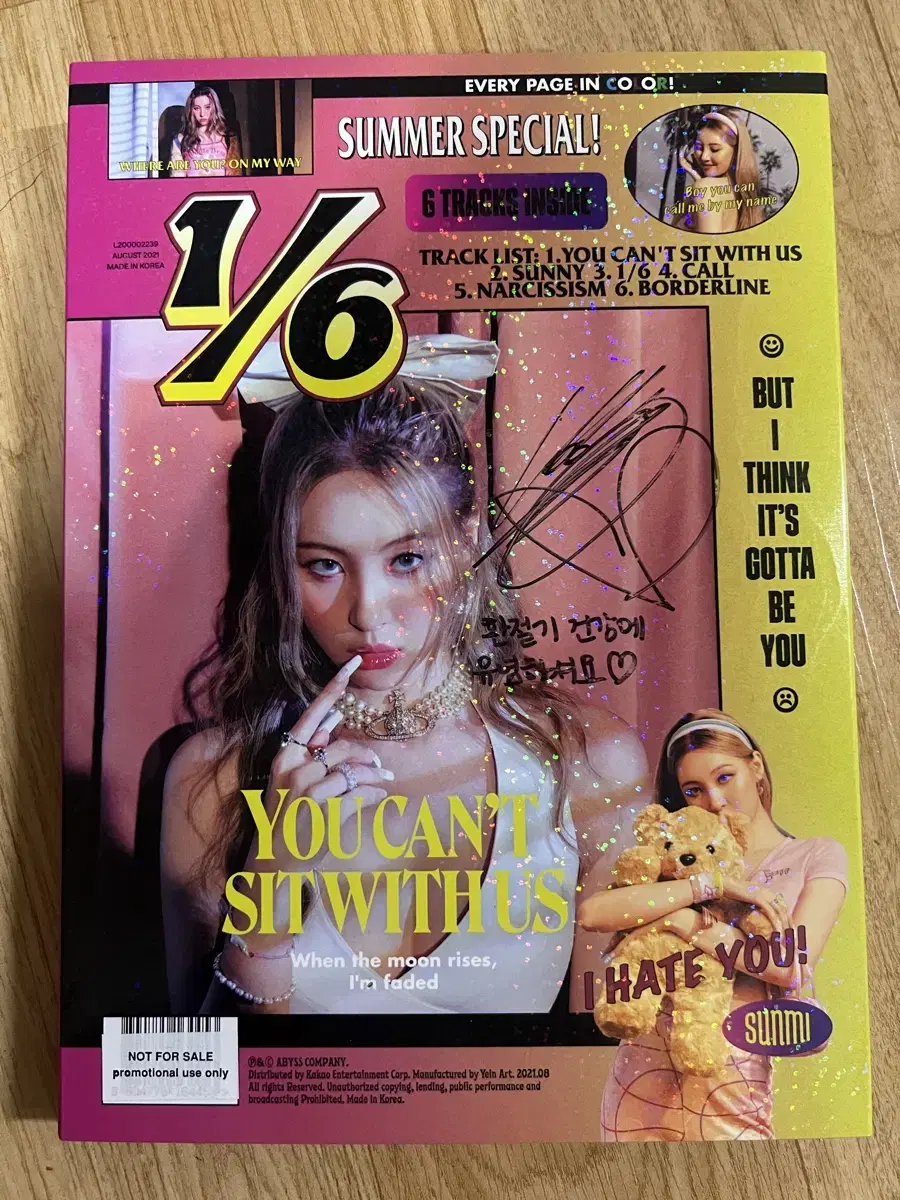 EVERY PAGE IN COLOR!
WHERE ARE YOU? ON MY WAY
SUMMER SPECIAL!
Boy you can
call me by my name
6 TRACKS INSIDE
1/6
L200002239
AUGUST 2021
MADE IN KOREA
TRACK LIST: 1.YOU CAN'T SIT WITH US
2. SUNNY 3. 1/6 4. CALL
5. NARCISSISM 6. BORDERLINE
BUT
I
THINK
IT'S
GOTTA
BE
YOU
환절기 건강에
유념하셔요♡
YOU CAN'T
SIT WITH US
When the moon rises,
I'm faded
I HATE YOU!
sunmi
NOT FOR SALE
promotional use only
℗&© ABYSS COMPANY.
Distributed by Kakao Entertainment Corp. Manufactured by Yein Art. 2021.08
All rights Reserved. Unauthorized copying, lending, public performance and
broadcasting Prohibited. Made in Korea.